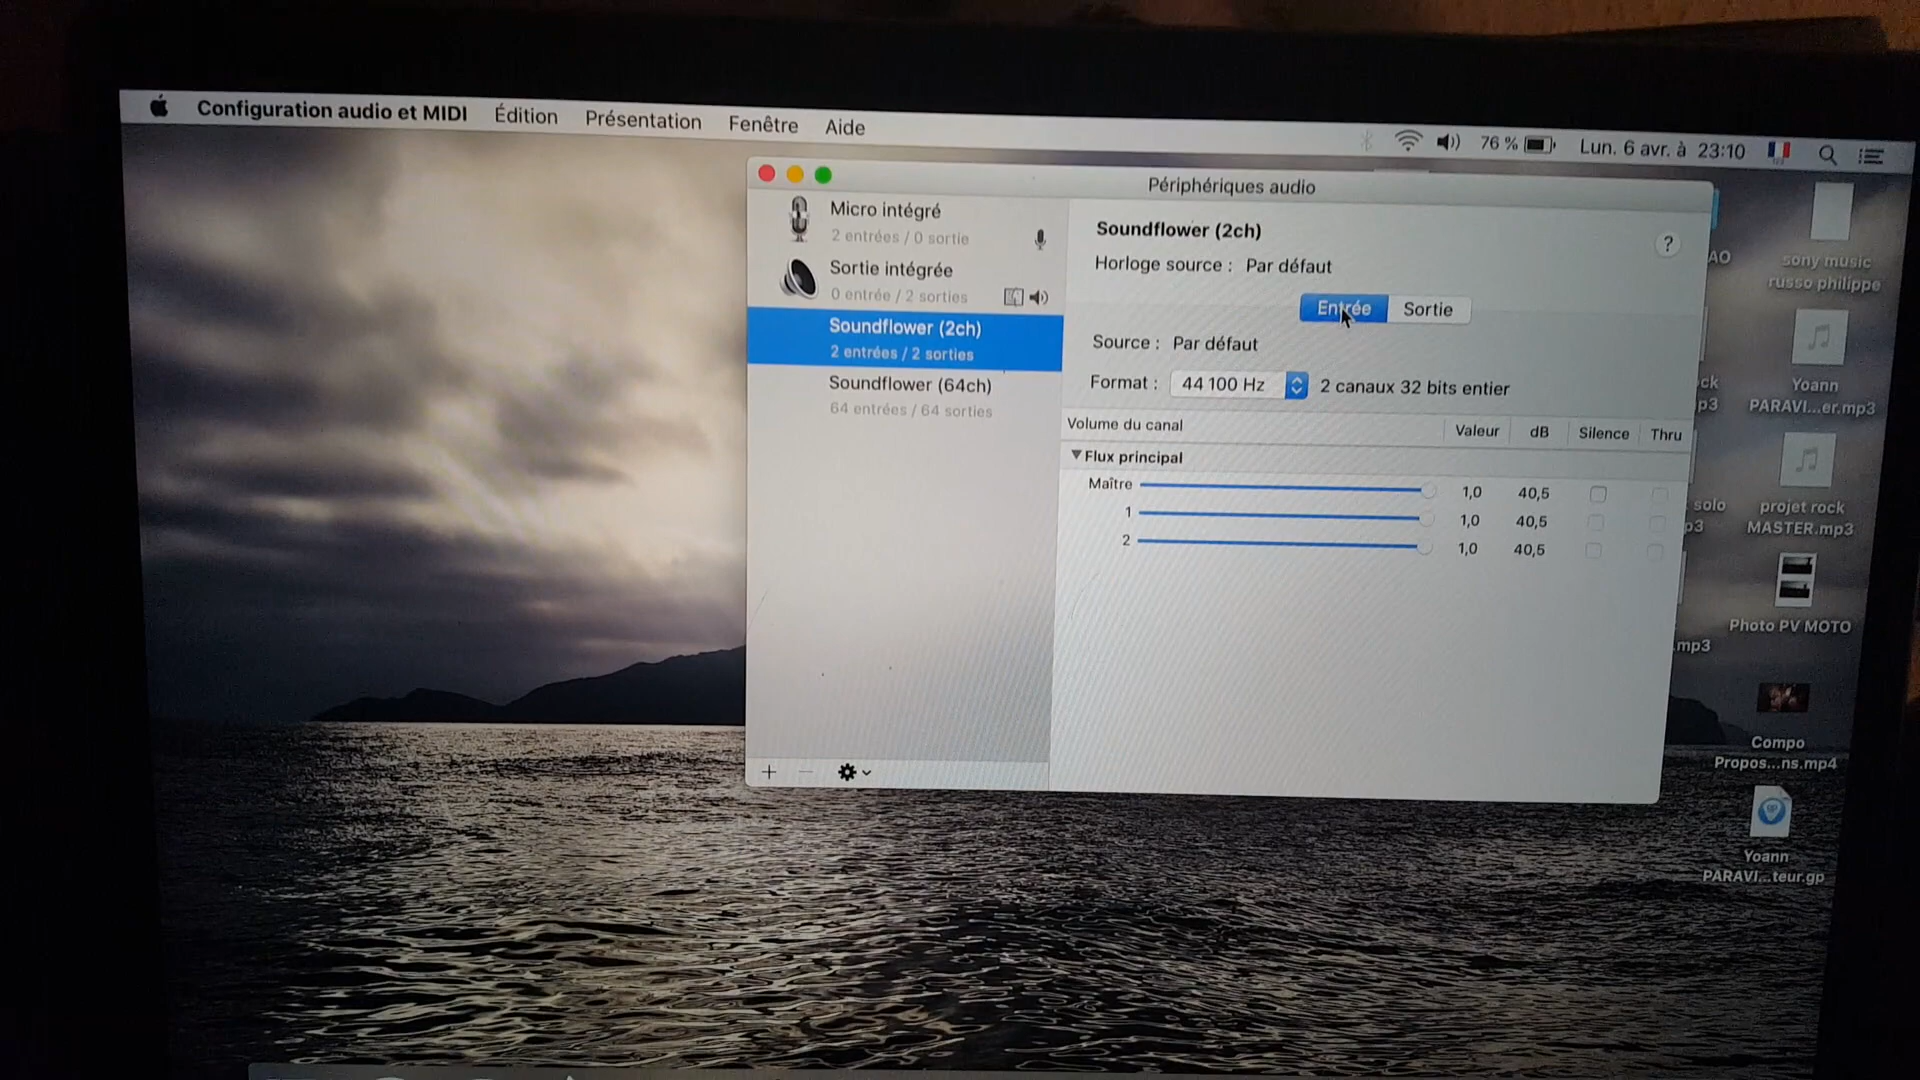 Configuration audio et MIDI Édition Présentation Fenêtre Aide
76 % Lun. 6 avr. à 23:10
Périphériques audio
Micro intégré
2 entrées / 0 sortie
Sortie intégrée
0 entrée / 2 sorties
Soundflower (2ch)
2 entrées / 2 sorties
Soundflower (64ch)
64 entrées / 64 sorties
Soundflower (2ch)
?
Horloge source : Par défaut
Entrée Sortie
Source : Par défaut
Format : 44 100 Hz 2 canaux 32 bits entier
Volume du canal Valeur dB Silence Thru
Flux principal
Maître 1,0 40,5
1 1,0 40,5
2 1,0 40,5
AO
sony music
russo philippe
ck
p3
Yoann
PARAVI...er.mp3
solo
p3
projet rock
MASTER.mp3
Photo PV MOTO
.mp3
Compo
Propos...ns.mp4
Yoann
PARAVI...teur.gp